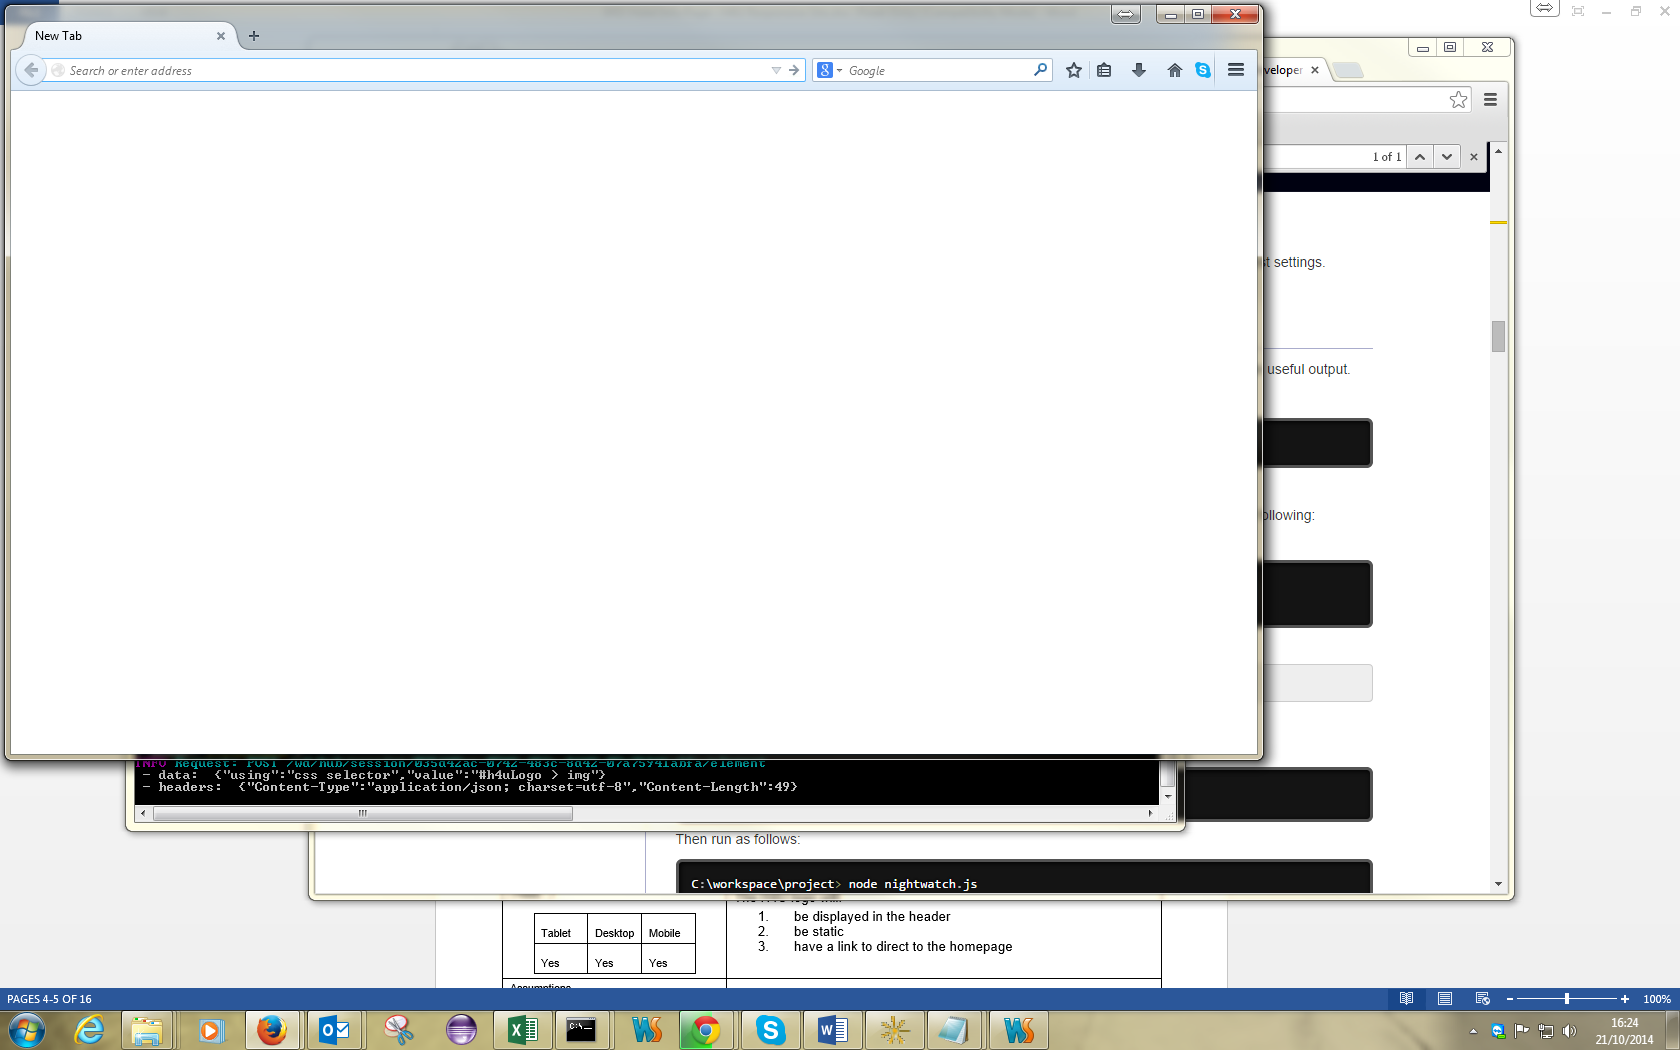 New Tab
Search or enter address
Google
veloper
1 of 1
st settings.
useful output.
ollowing:
INFO Request: POST /wd/hub/session/035d42ac-0742-483c-8d42-07a7594labfa/element
- data: {"using":"css selector","value":"#h4uLogo > img"}
- headers: {"Content-Type":"application/json; charset=utf-8","Content-Length":49}
Then run as follows:
C:\workspace\project> node nightwatch.js
1. be displayed in the header
2. be static
3. have a link to direct to the homepage
Tablet Desktop Mobile
Yes Yes Yes
Assumptions
PAGES 4-5 OF 16
100%
16:24
21/10/2014